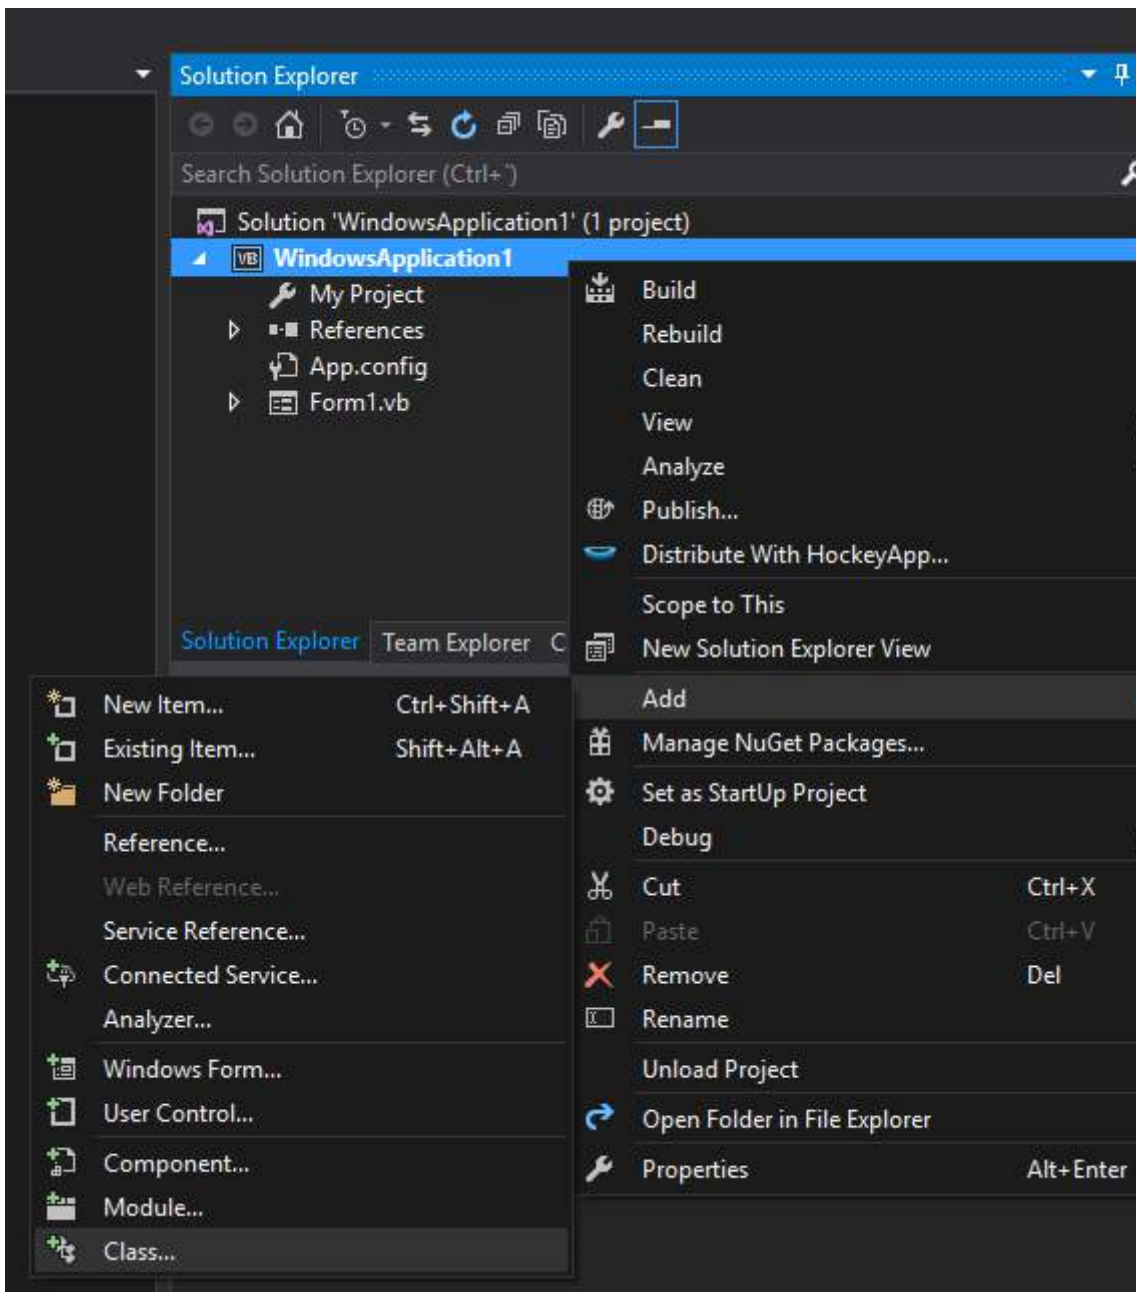 Solution Explorer
Search Solution Explorer (Ctrl+¨)
Solution 'WindowsApplication1' (1 project)
VB WindowsApplication1
My Project
References
App.config
Form1.vb
Solution Explorer Team Explorer C
Build
Rebuild
Clean
View
Analyze
Publish...
Distribute With HockeyApp...
Scope to This
New Solution Explorer View
Add
Manage NuGet Packages...
Set as StartUp Project
Debug
Cut Ctrl+X
Paste Ctrl+V
Remove Del
Rename
Unload Project
Open Folder in File Explorer
Properties Alt+Enter
New Item... Ctrl+Shift+A
Existing Item... Shift+Alt+A
New Folder
Reference...
Web Reference...
Service Reference...
Connected Service...
Analyzer...
Windows Form...
User Control...
Component...
Module...
Class...